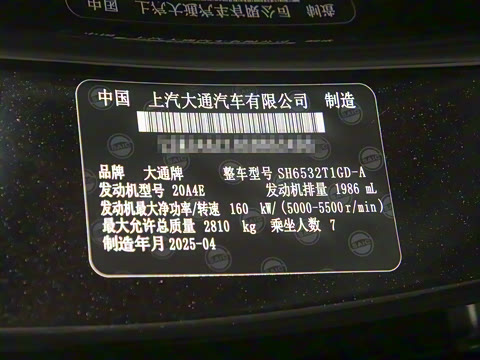 中国 上汽大通汽车有限公司 制造
品牌 大通牌 整车型号 SH6532T1GD-A
发动机型号 20A4E 发动机排量 1986 mL
发动机最大净功率/转速 160 kW/(5000-5500r/min)
最大允许总质量 2810 kg 乘坐人数 7
制造年月 2025-04